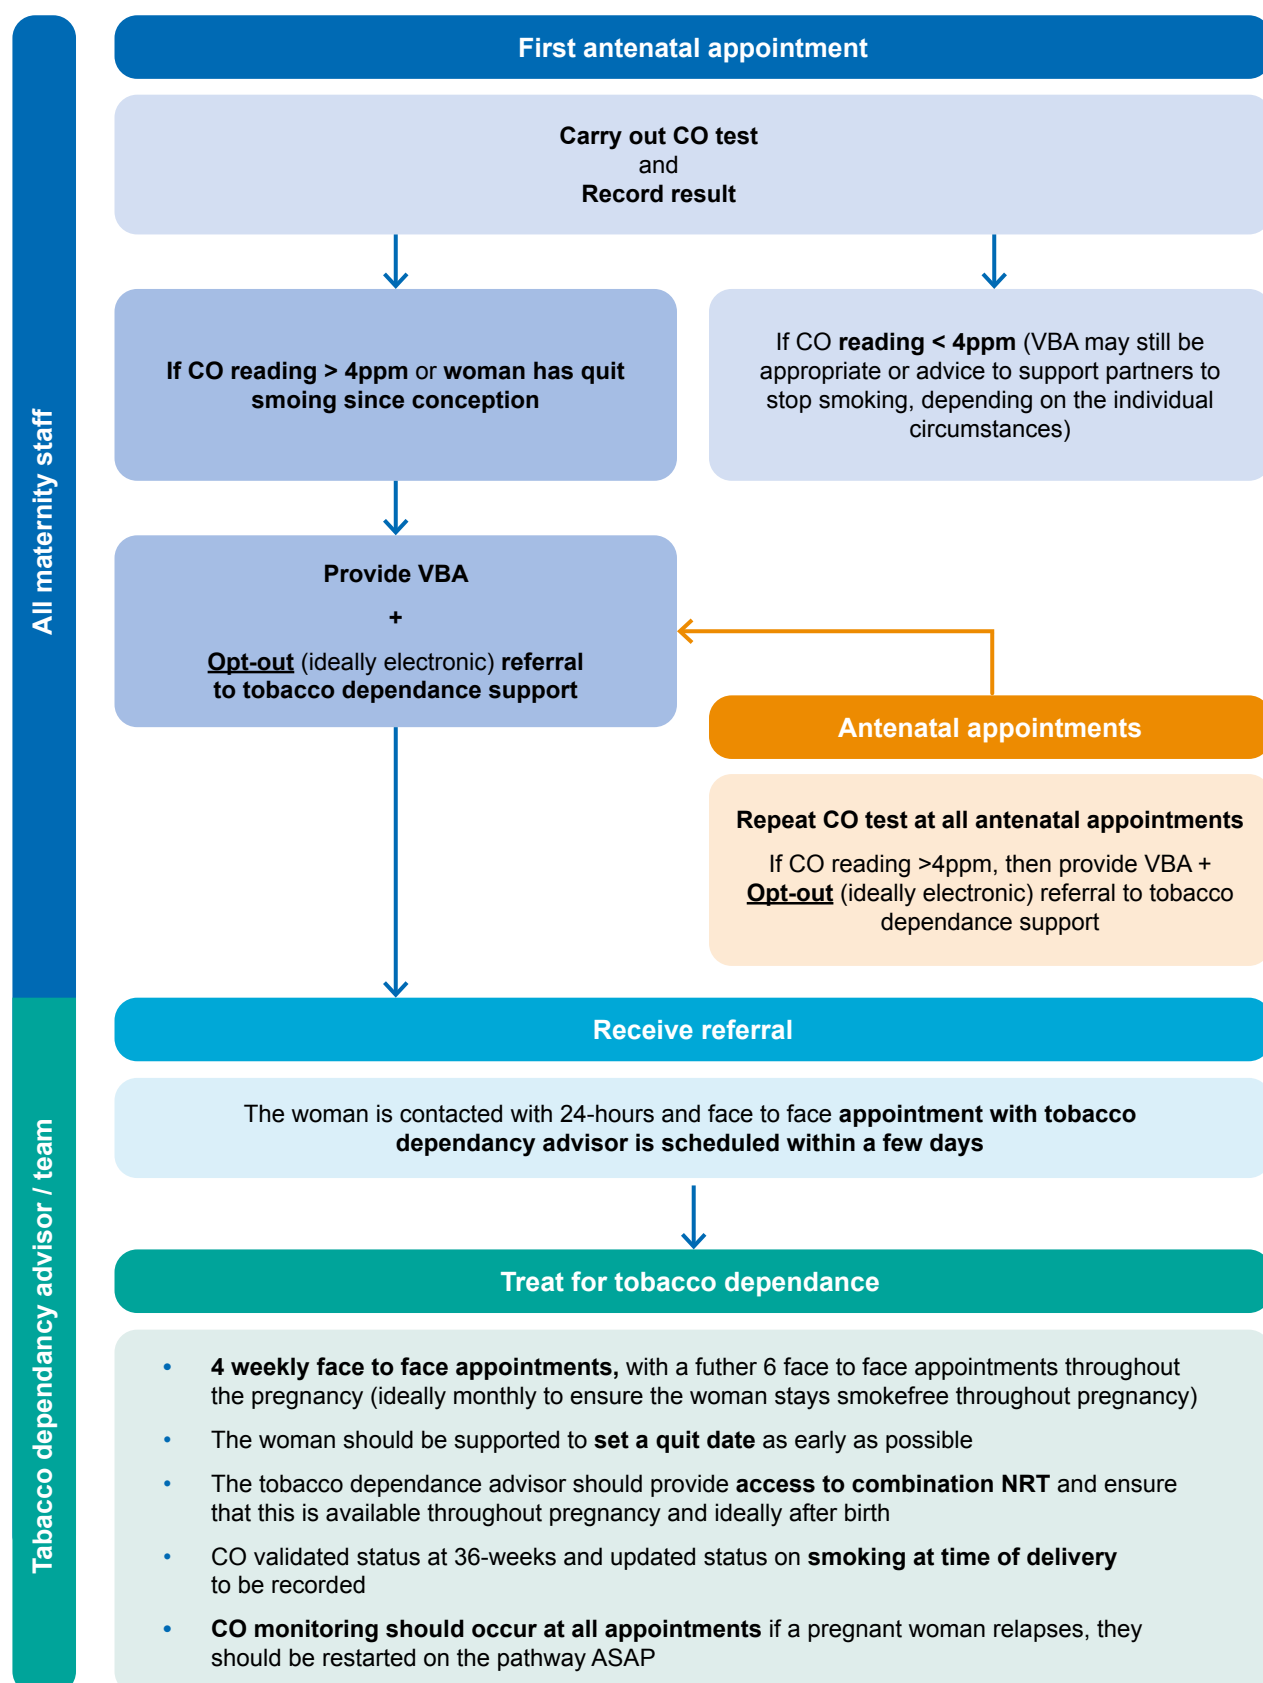 All maternity staff
First antenatal appointment
Carry out CO test
and
Record result
If CO reading > 4ppm or woman has quit
smoing since conception
If CO reading < 4ppm (VBA may still be
appropriate or advice to support partners to
stop smoking, depending on the individual
circumstances)
Provide VBA
+
Opt-out (ideally electronic) referral
to tobacco dependance support
Antenatal appointments
Repeat CO test at all antenatal appointments
If CO reading >4ppm, then provide VBA +
Opt-out (ideally electronic) referral to tobacco
dependance support
Tabacco dependancy advisor / team
Receive referral
The woman is contacted with 24-hours and face to face appointment with tobacco
dependancy advisor is scheduled within a few days
Treat for tobacco dependance
• 4 weekly face to face appointments, with a futher 6 face to face appointments throughout
the pregnancy (ideally monthly to ensure the woman stays smokefree throughout pregnancy)
• The woman should be supported to set a quit date as early as possible
• The tobacco dependance advisor should provide access to combination NRT and ensure
that this is available throughout pregnancy and ideally after birth
• CO validated status at 36-weeks and updated status on smoking at time of delivery
to be recorded
• CO monitoring should occur at all appointments if a pregnant woman relapses, they
should be restarted on the pathway ASAP